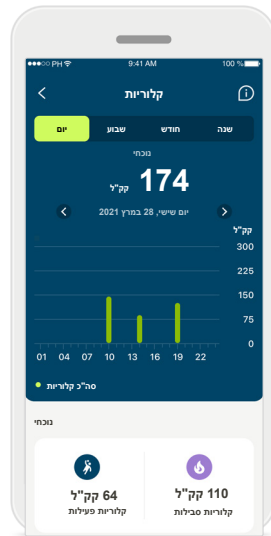 PH 9:41 AM 100 %
קלוריות
יום שבוע חודש שנה
נוכחי
174 קק"ל
יום שישי, 28 במרץ 2021
קק"ל
300
225
150
75
0
01 04 07 10 13 16 19 22
סה"כ קלוריות
נוכחי
110 קק"ל
קלוריות סבילות
64 קק"ל
קלוריות פעילות